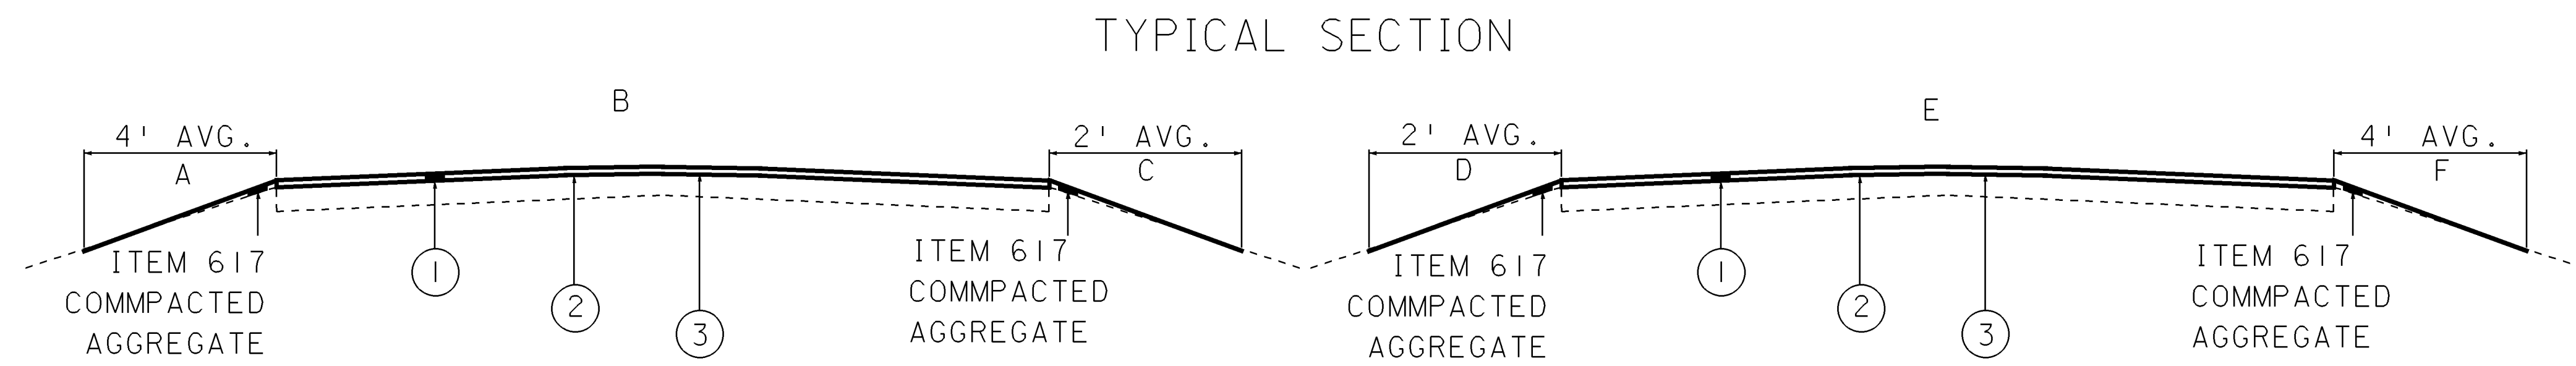 TYPICAL SECTION
B
E
4' AVG.
2' AVG.
2' AVG.
4' AVG.
A
C
D
F
ITEM 617
COMMPACTED
AGGREGATE
1
2
3
ITEM 617
COMMPACTED
AGGREGATE
ITEM 617
COMMPACTED
AGGREGATE
1
2
3
ITEM 617
COMMPACTED
AGGREGATE